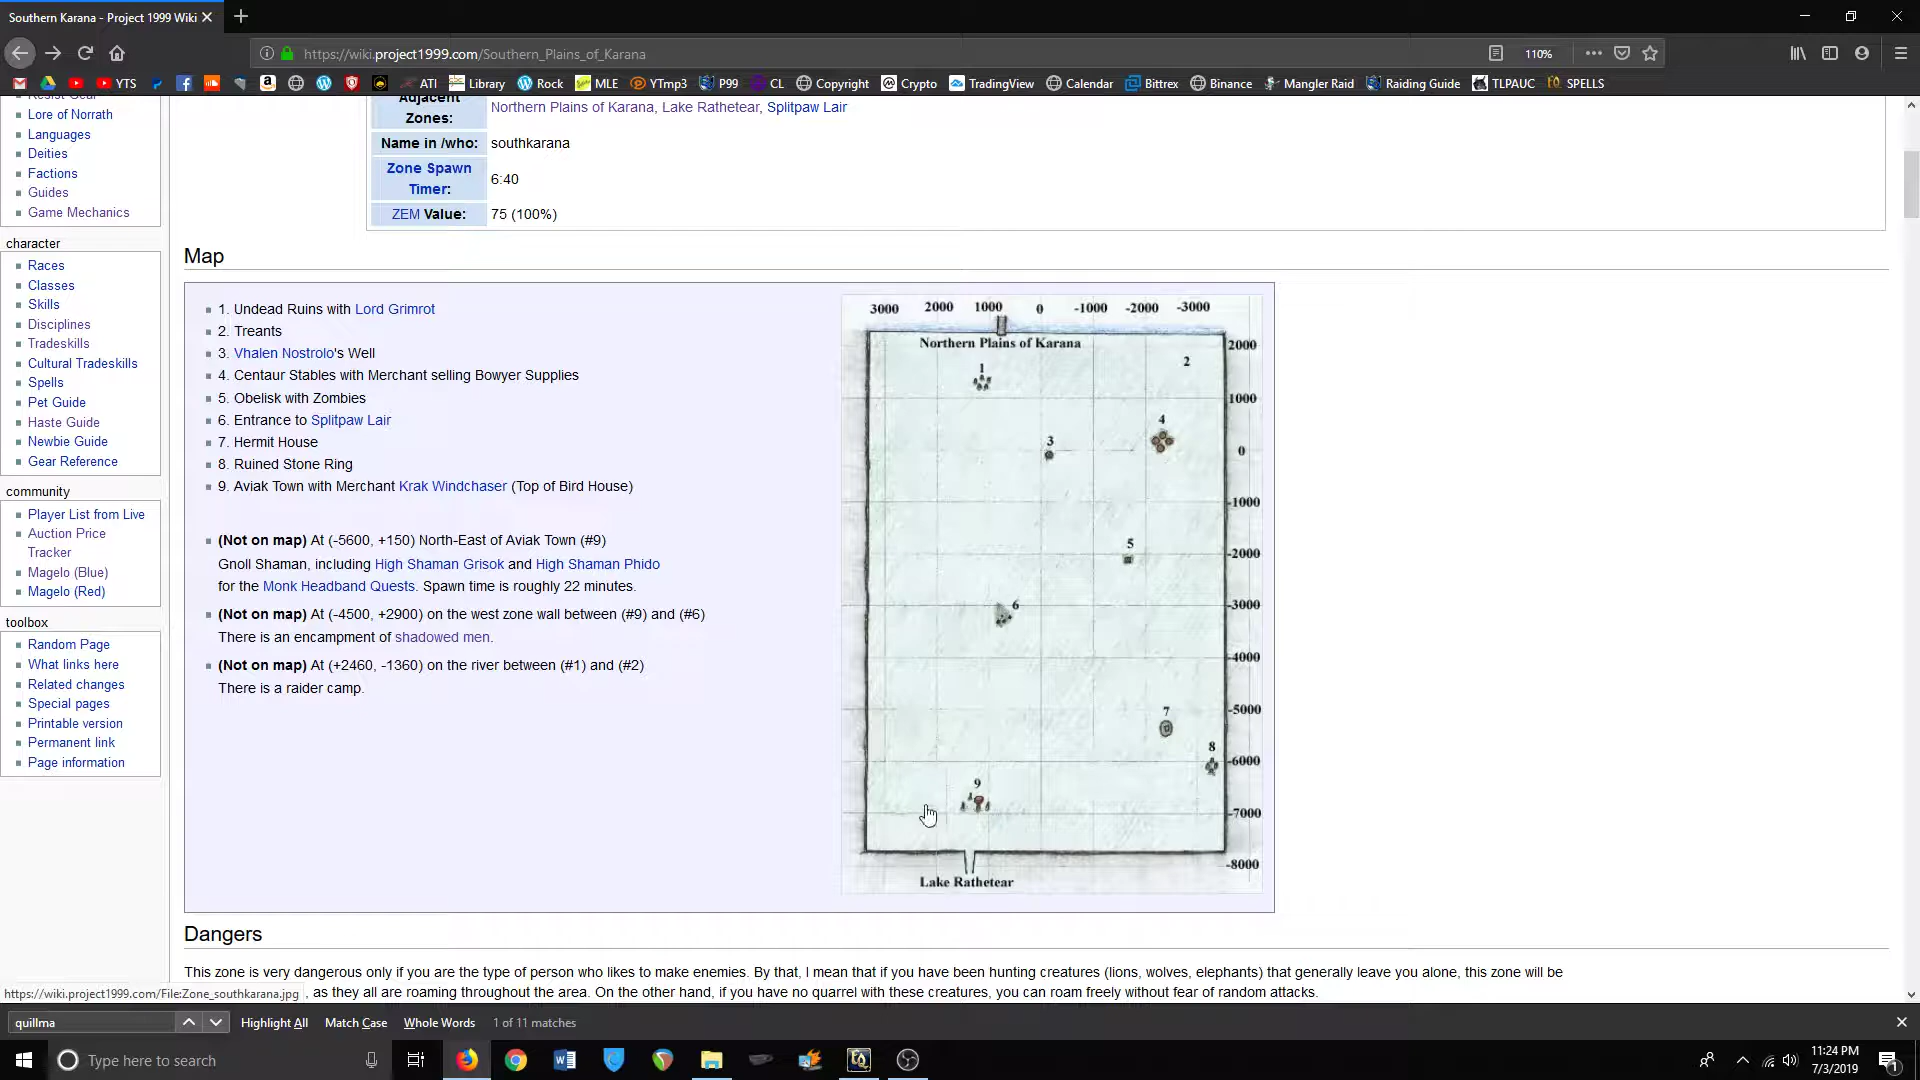 Southern Karana - Project 1999 Wiki
https://wiki.project1999.com/Southern_Plains_of_Karana
110%
YTS
ATI
Library
Rock
MLE
YTmp3
P99
CL
Copyright
Crypto
TradingView
Calendar
Bittrex
Binance
Mangler Raid
Raiding Guide
TLPAUC
SPELLS
Resist Gear
Lore of Norrath
Languages
Deities
Factions
Guides
Game Mechanics
character
Races
Classes
Skills
Disciplines
Tradeskills
Cultural Tradeskills
Spells
Pet Guide
Haste Guide
Newbie Guide
Gear Reference
community
Player List from Live
Auction Price
Tracker
Magelo (Blue)
Magelo (Red)
toolbox
Random Page
What links here
Related changes
Special pages
Printable version
Permanent link
Page information
Adjacent
Zones:
Northern Plains of Karana, Lake Rathetear, Splitpaw Lair
Name in /who: southkarana
Zone Spawn
Timer:
6:40
ZEM Value: 75 (100%)
Map
1. Undead Ruins with Lord Grimrot
2. Treants
3. Vhalen Nostrolo's Well
4. Centaur Stables with Merchant selling Bowyer Supplies
5. Obelisk with Zombies
6. Entrance to Splitpaw Lair
7. Hermit House
8. Ruined Stone Ring
9. Aviak Town with Merchant Krak Windchaser (Top of Bird House)
(Not on map) At (-5600, +150) North-East of Aviak Town (#9)
Gnoll Shaman, including High Shaman Grisok and High Shaman Phido
for the Monk Headband Quests. Spawn time is roughly 22 minutes.
(Not on map) At (-4500, +2900) on the west zone wall between (#9) and (#6)
There is an encampment of shadowed men.
(Not on map) At (+2460, -1360) on the river between (#1) and (#2)
There is a raider camp.
3000 2000 1000 0 -1000 -2000 -3000
Northern Plains of Karana
2000
1
2
1000
4
3
0
-1000
5
-2000
6
-3000
-4000
7
-5000
8
-6000
9
-7000
-8000
Lake Rathetear
Dangers
This zone is very dangerous only if you are the type of person who likes to make enemies. By that, I mean that if you have been hunting creatures (lions, wolves, elephants) that generally leave you alone, this zone will be
, as they all are roaming throughout the area. On the other hand, if you have no quarrel with these creatures, you can roam freely without fear of random attacks.
https://wiki.project1999.com/File:Zone_southkarana.jpg
quillma
Highlight All
Match Case
Whole Words
1 of 11 matches
Type here to search
11:24 PM
7/3/2019
1